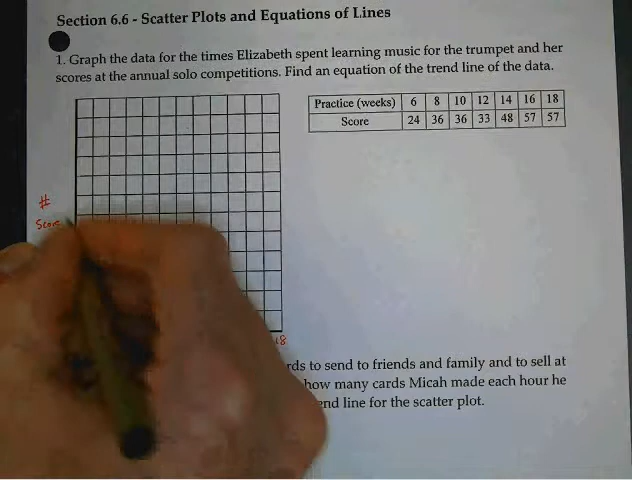 Section 6.6 - Scatter Plots and Equations of Lines
1. Graph the data for the times Elizabeth spent learning music for the trumpet and her
scores at the annual solo competitions. Find an equation of the trend line of the data.
Practice (weeks) 6 8 10 12 14 16 18
Score 24 36 36 33 48 57 57
#
Score
18
rds to send to friends and family and to sell at
how many cards Micah made each hour he
end line for the scatter plot.